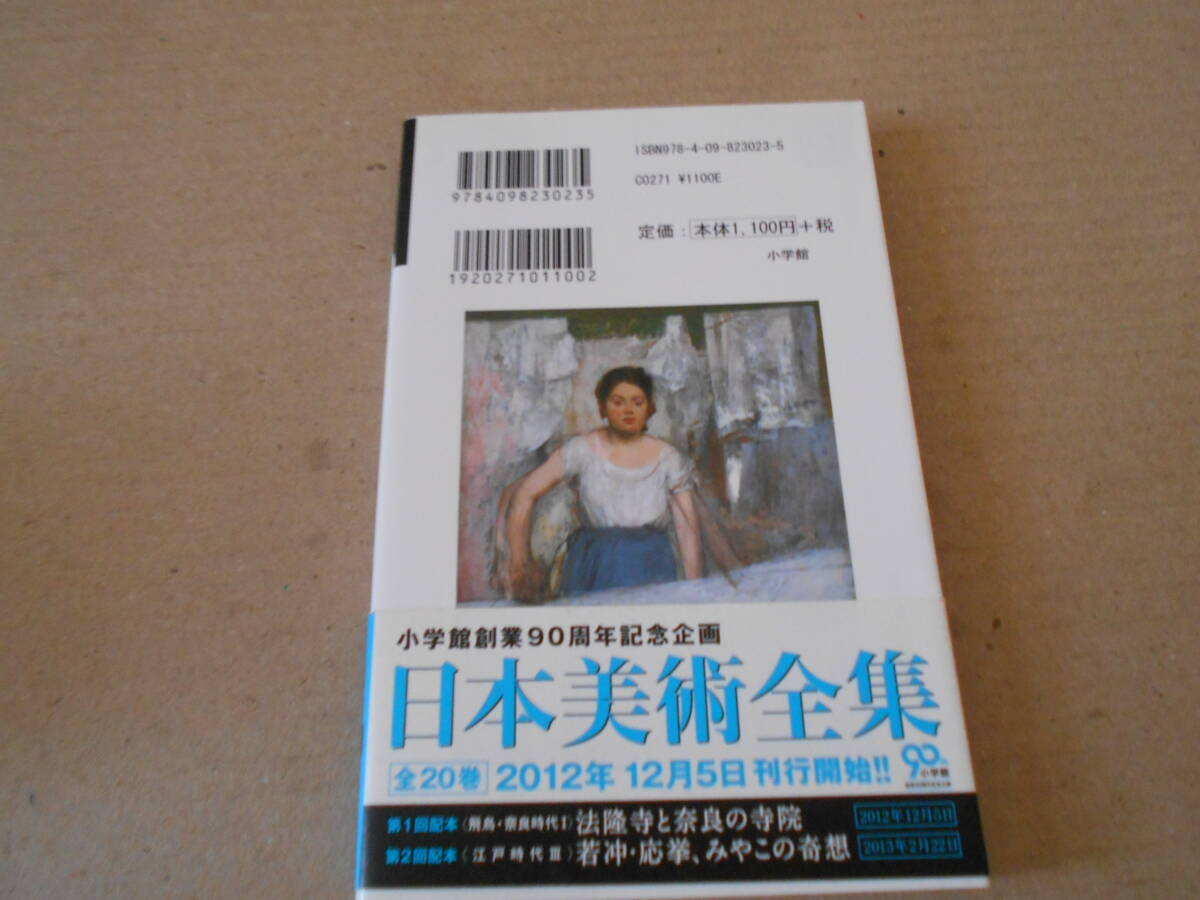 ISBN978-4-09-823023-5
C0271 ¥1100E
9784098230235
定価：本体1,100円＋税
小学館
1920271011002
小学館創業90周年記念企画
日本美術全集
全20巻 2012年 12月5日 刊行開始!!
90th
小学館
第1回配本〈飛鳥・奈良時代Ⅰ〉法隆寺と奈良の寺院 2012年12月5日
第2回配本〈江戸時代Ⅲ〉若冲・応挙、みやこの奇想 2013年2月22日